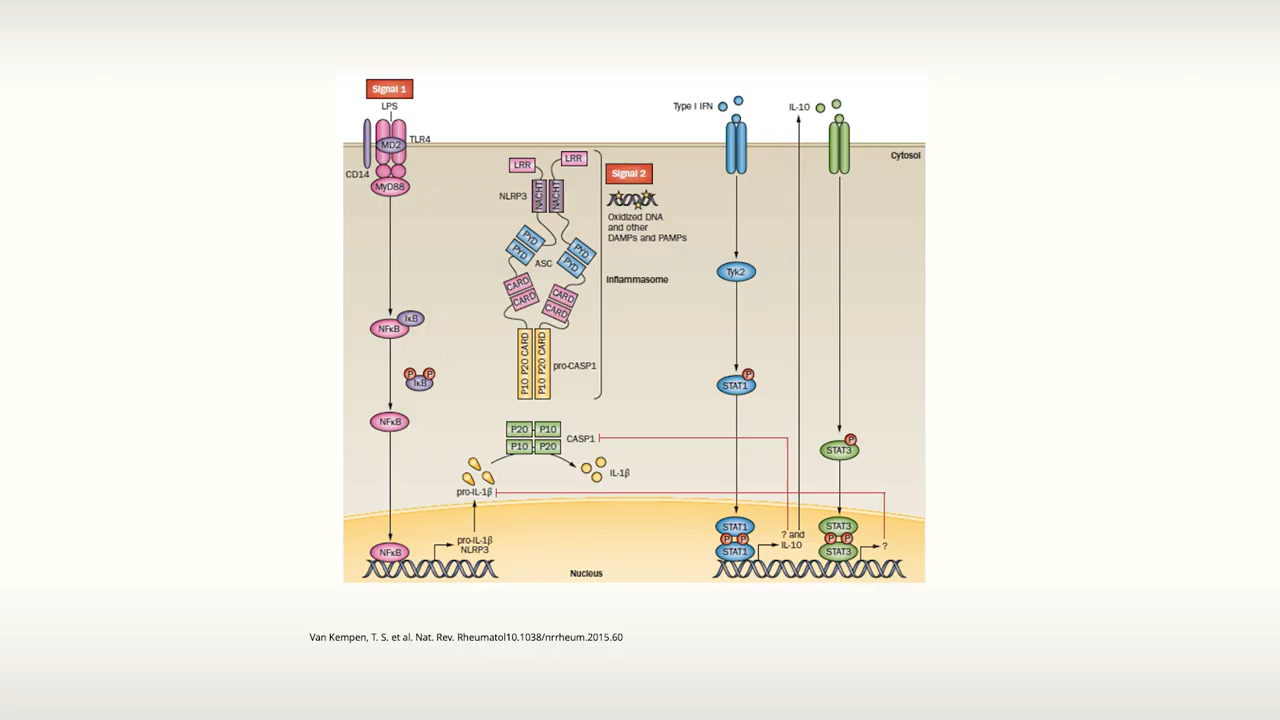 Signal 1
LPS
MD2
TLR4
CD14
MyD88
NFκB
IκB
P
P
IκB
NFκB
NFκB
pro-IL-1β
NLRP3
LRR
LRR
NLRP3
NACHT
NACHT
PYD
PYD
PYD
PYD
ASC
CARD
CARD
CARD
CARD
P10 P20 CARD
P10 P20 CARD
pro-CASP1
Signal 2
Oxidized DNA
and other
DAMPs and PAMPs
Inflammasome
P20 P10
P10 P20
CASP1
IL-1β
pro-IL-1β
Nucleus
Type I IFN
Tyk2
P
STAT1
STAT1
P P
STAT1
? and
IL-10
IL-10
Cytosol
P
STAT3
STAT3
P P
STAT3
?
Van Kempen, T. S. et al. Nat. Rev. Rheumatol10.1038/nrrheum.2015.60